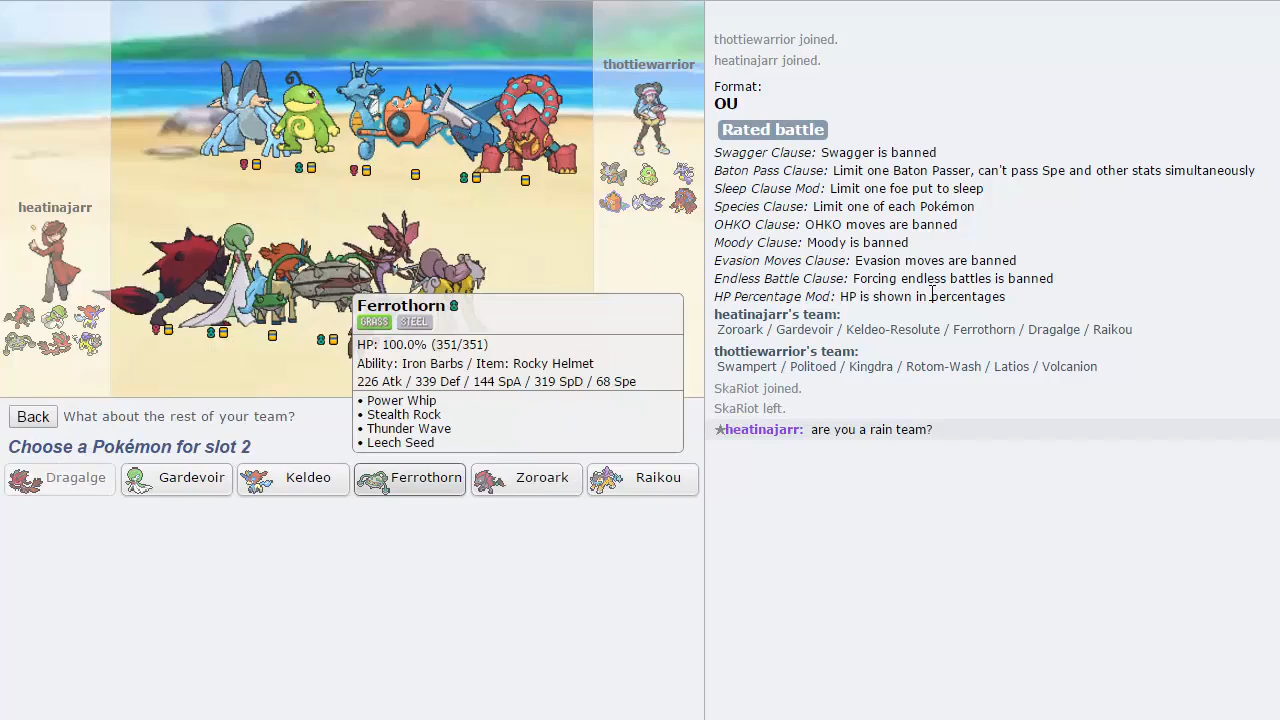 heatinajarr
thottiewarrior
Ferrothorn
GRASS STEEL
HP: 100.0% (351/351)
Ability: Iron Barbs / Item: Rocky Helmet
226 Atk / 339 Def / 144 SpA / 319 SpD / 68 Spe
• Power Whip
• Stealth Rock
• Thunder Wave
• Leech Seed
Back What about the rest of your team?
Choose a Pokémon for slot 2
Dragalge Gardevoir Keldeo Ferrothorn Zoroark Raikou
thottiewarrior joined.
heatinajarr joined.
Format:
OU
Rated battle
Swagger Clause: Swagger is banned
Baton Pass Clause: Limit one Baton Passer, can't pass Spe and other stats simultaneously
Sleep Clause Mod: Limit one foe put to sleep
Species Clause: Limit one of each Pokémon
OHKO Clause: OHKO moves are banned
Moody Clause: Moody is banned
Evasion Moves Clause: Evasion moves are banned
Endless Battle Clause: Forcing endless battles is banned
HP Percentage Mod: HP is shown in percentages
heatinajarr's team:
Zoroark / Gardevoir / Keldeo-Resolute / Ferrothorn / Dragalge / Raikou
thottiewarrior's team:
Swampert / Politoed / Kingdra / Rotom-Wash / Latios / Volcanion
SkaRiot joined.
SkaRiot left.
★heatinajarr: are you a rain team?